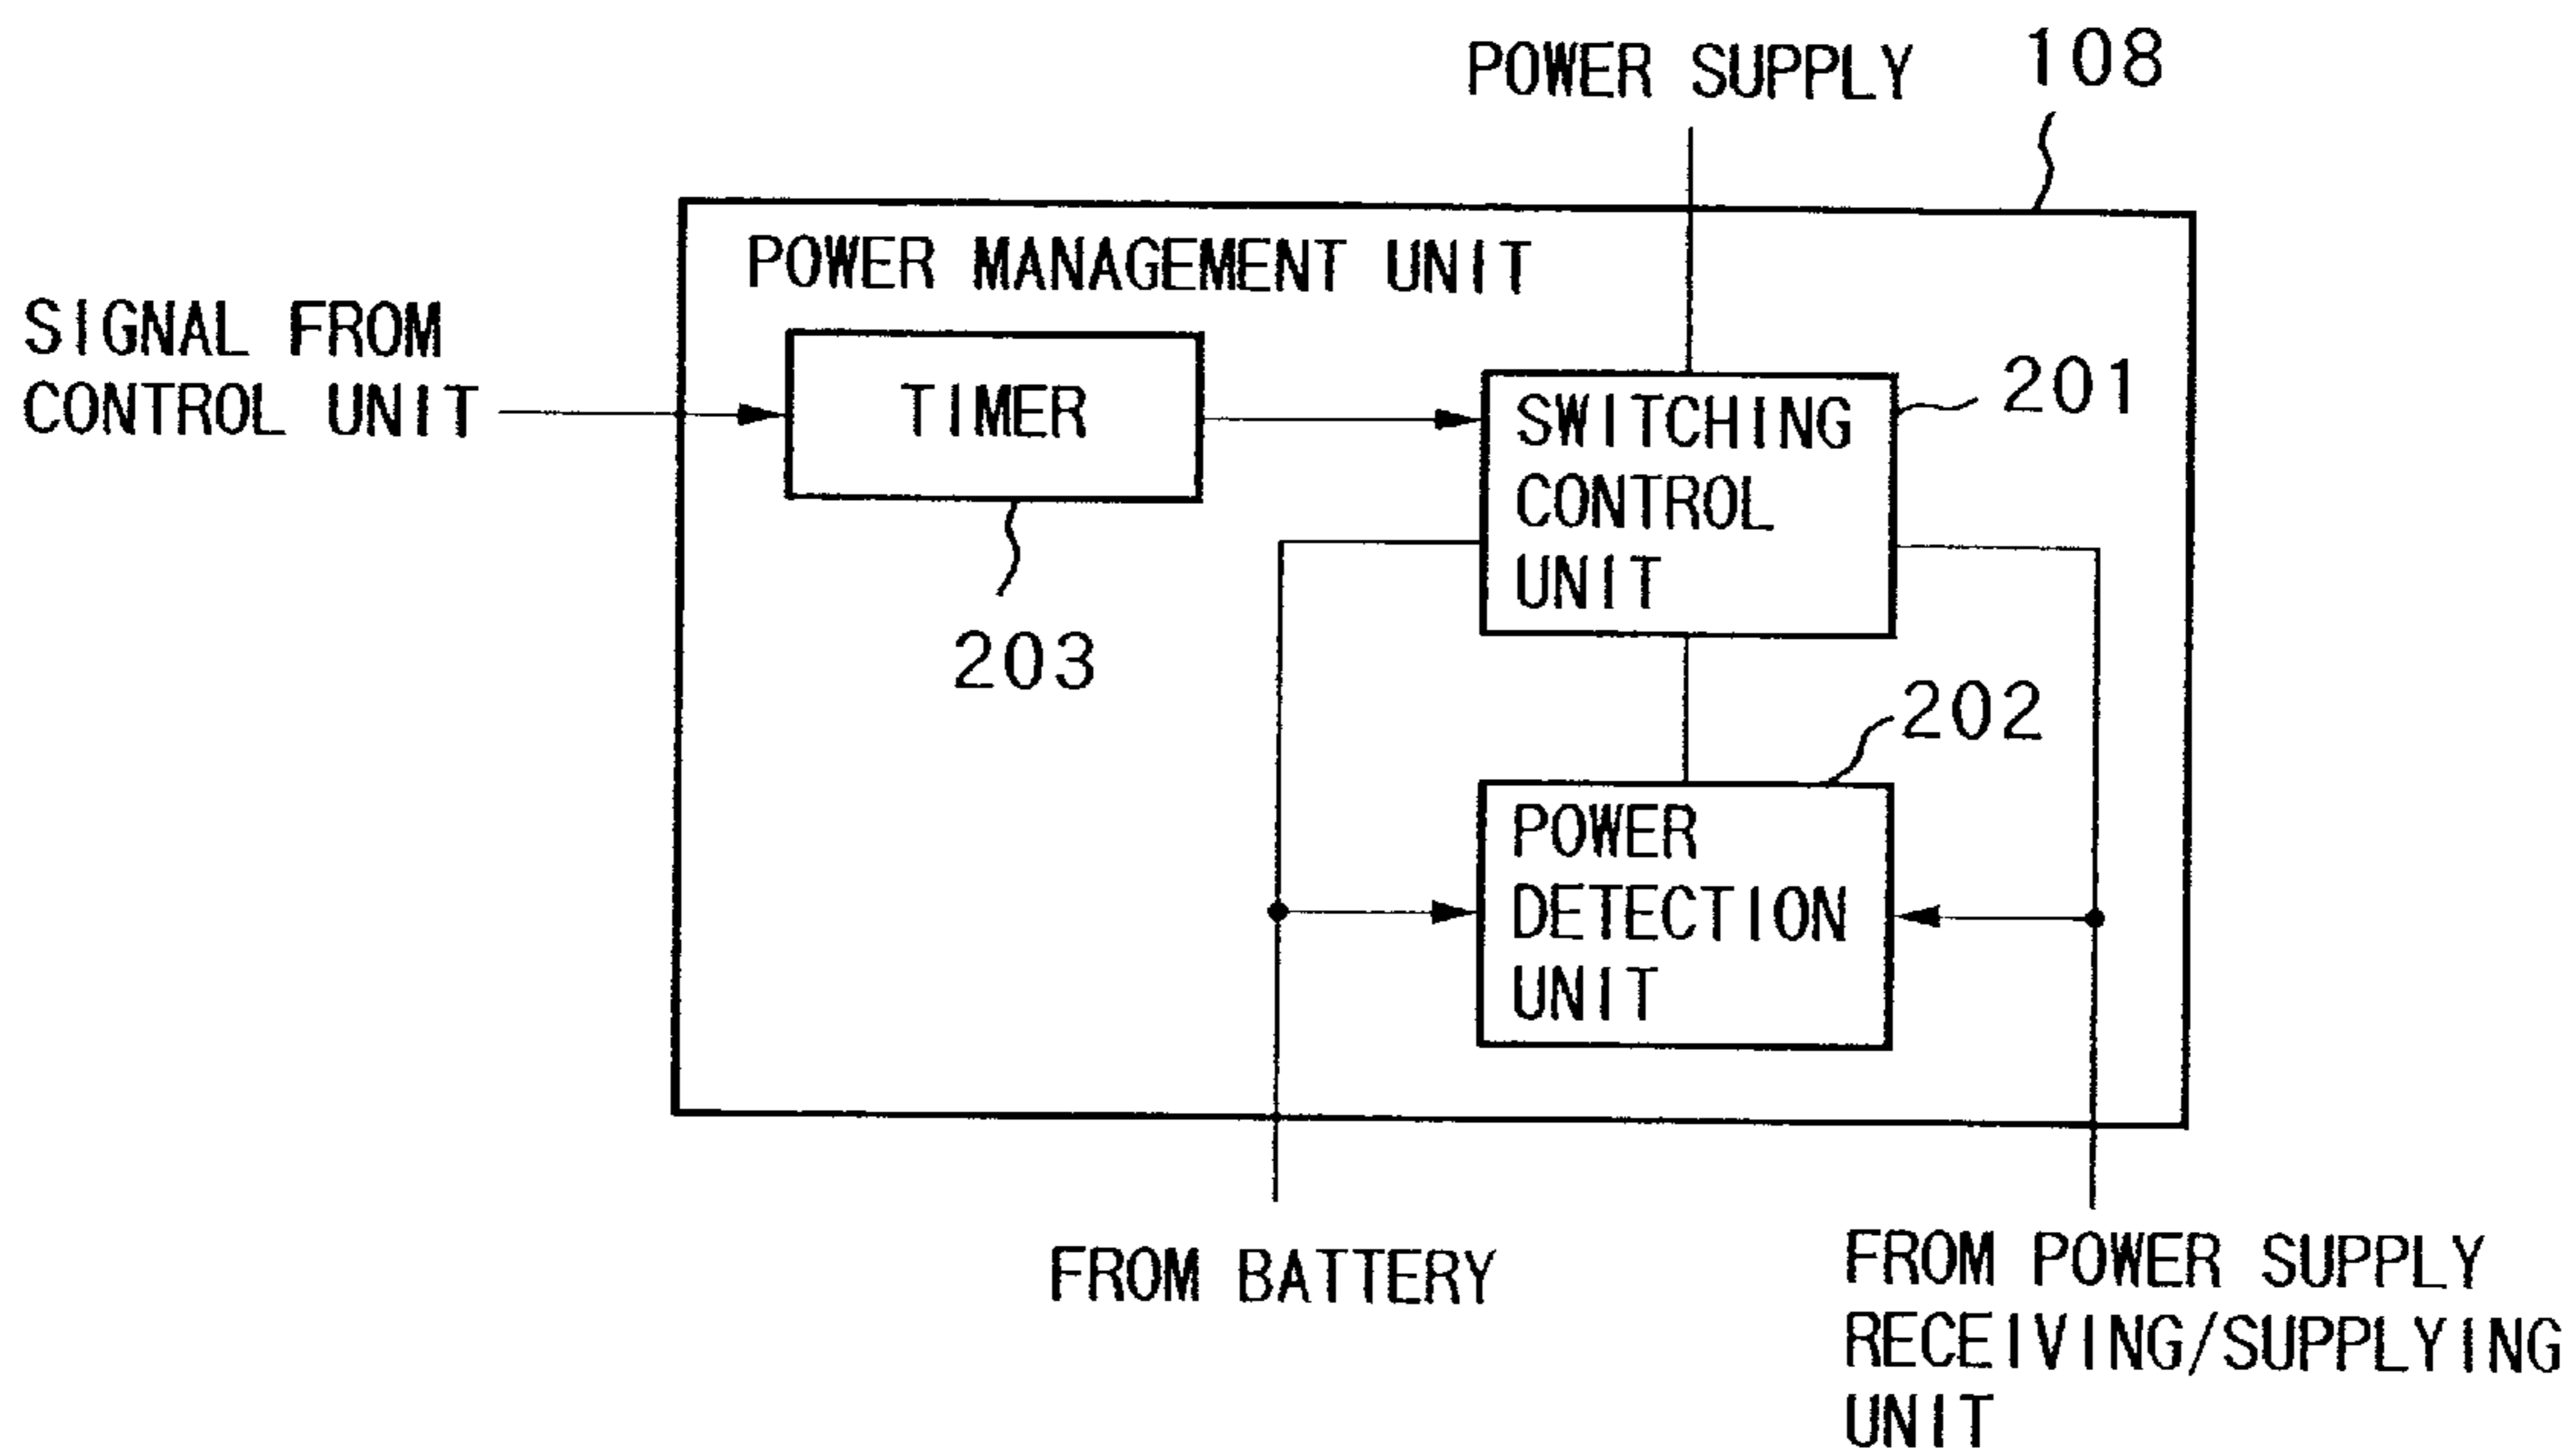 POWER SUPPLY
108
POWER MANAGEMENT UNIT
SIGNAL FROM
CONTROL UNIT
TIMER
203
SWITCHING
CONTROL
UNIT
201
202
POWER
DETECTION
UNIT
FROM BATTERY
FROM POWER SUPPLY
RECEIVING/SUPPLYING
UNIT